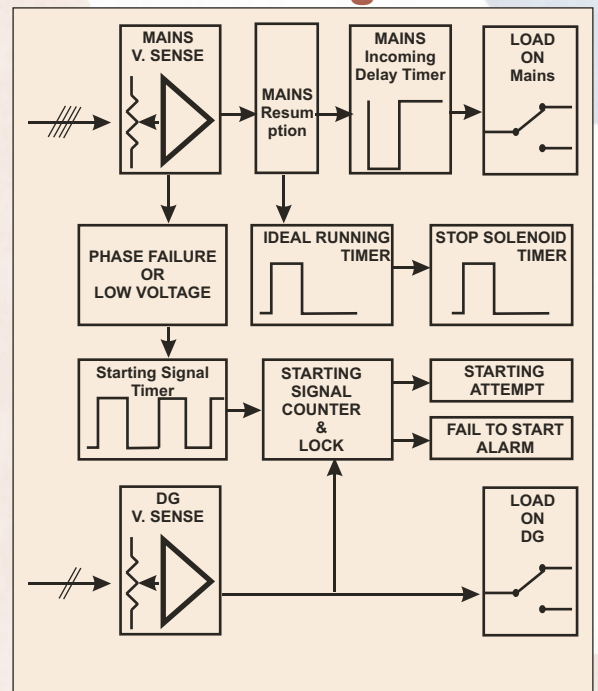 MAINS
V. SENSE
MAINS
Resum
ption
MAINS
Incoming
Delay Timer
LOAD
ON
Mains
PHASE FAILURE
OR
LOW VOLTAGE
IDEAL RUNNING
TIMER
STOP SOLENOID
TIMER
Starting Signal
Timer
STARTING
SIGNAL
COUNTER
&
LOCK
STARTING
ATTEMPT
FAIL TO START
ALARM
DG
V. SENSE
LOAD
ON
DG